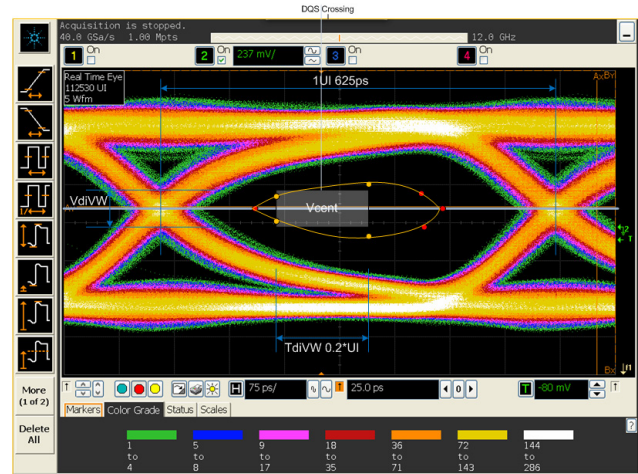 DQS Crossing
Acquisition is stopped.
40.0 GSa/s 1.00 Mpts
12.0 GHz
1 On
2 On 237 mV/
3 On
4 On
Real Time Eye
112530 UI
5 Wfm
1UI 625ps
VdiVW
Vcent
TdiVW 0.2*UI
More
(1 of 2)
Delete
All
H 75 ps/ 25.0 ps 0 T -80 mV
Markers Color Grade Status Scales
1 5 9 18 36 72 144
to to to to to to to
4 8 17 35 71 143 286